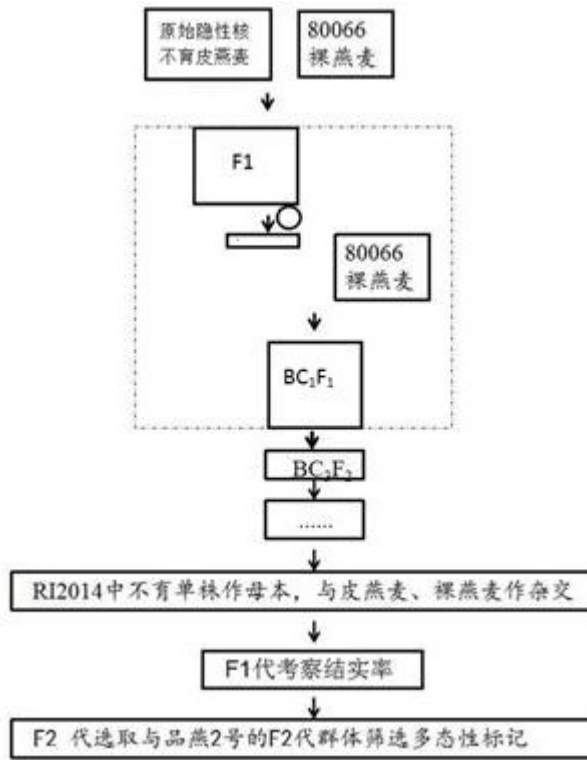 原始隐性核
不育皮燕麦
80066
裸燕麦
F1
80066
裸燕麦
BC₁F₁
BC₂F₂
……
RI2014中不育单株作母本，与皮燕麦、裸燕麦作杂交
F1代考察结实率
F2 代选取与品燕2号的F2代群体筛选多态性标记